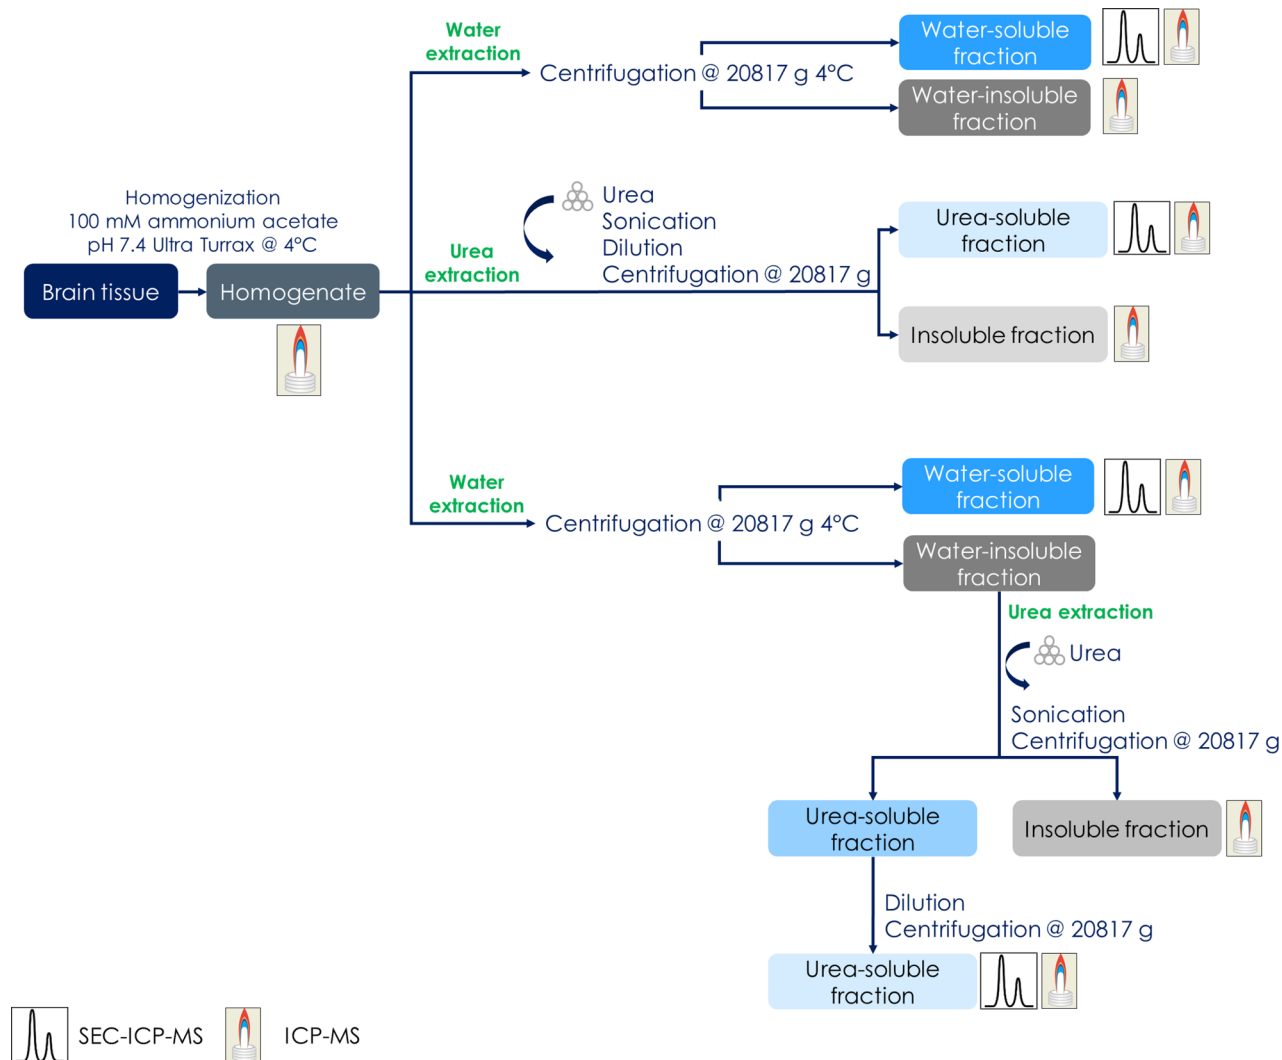 Water
extraction
Centrifugation @ 20817 g 4°C
Water-soluble
fraction
Water-insoluble
fraction
Homogenization
100 mM ammonium acetate
pH 7.4 Ultra Turrax @ 4°C
Brain tissue
Homogenate
Urea
extraction
Urea
Sonication
Dilution
Centrifugation @ 20817 g
Urea-soluble
fraction
Insoluble fraction
Water
extraction
Centrifugation @ 20817 g 4°C
Water-soluble
fraction
Water-insoluble
fraction
Urea extraction
Urea
Sonication
Centrifugation @ 20817 g
Urea-soluble
fraction
Insoluble fraction
Dilution
Centrifugation @ 20817 g
Urea-soluble
fraction
SEC-ICP-MS
ICP-MS